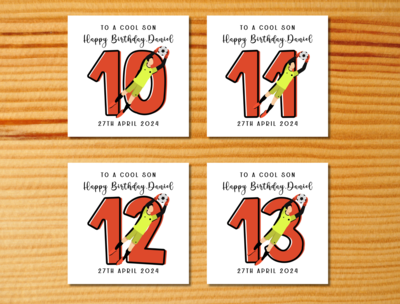 TO A COOL SON
Happy Birthday, Daniel
10
27TH APRIL 2024
TO A COOL SON
Happy Birthday, Daniel
11
27TH APRIL 2024
TO A COOL SON
Happy Birthday, Daniel
12
27TH APRIL 2024
TO A COOL SON
Happy Birthday, Daniel
13
27TH APRIL 2024